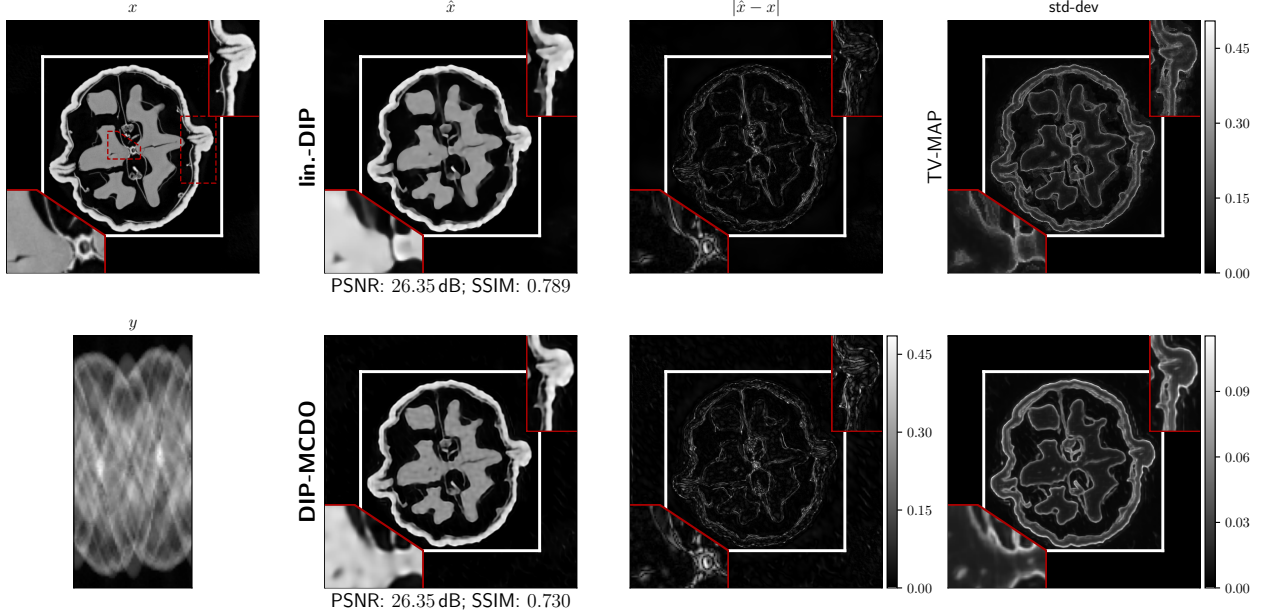 x
x̂
|x̂ − x|
std-dev
lin.-DIP
TV-MAP
0.45
0.30
0.15
0.00
PSNR: 26.35 dB; SSIM: 0.789
y
DIP-MCDO
0.45
0.30
0.15
0.00
0.09
0.06
0.03
0.00
PSNR: 26.35 dB; SSIM: 0.730